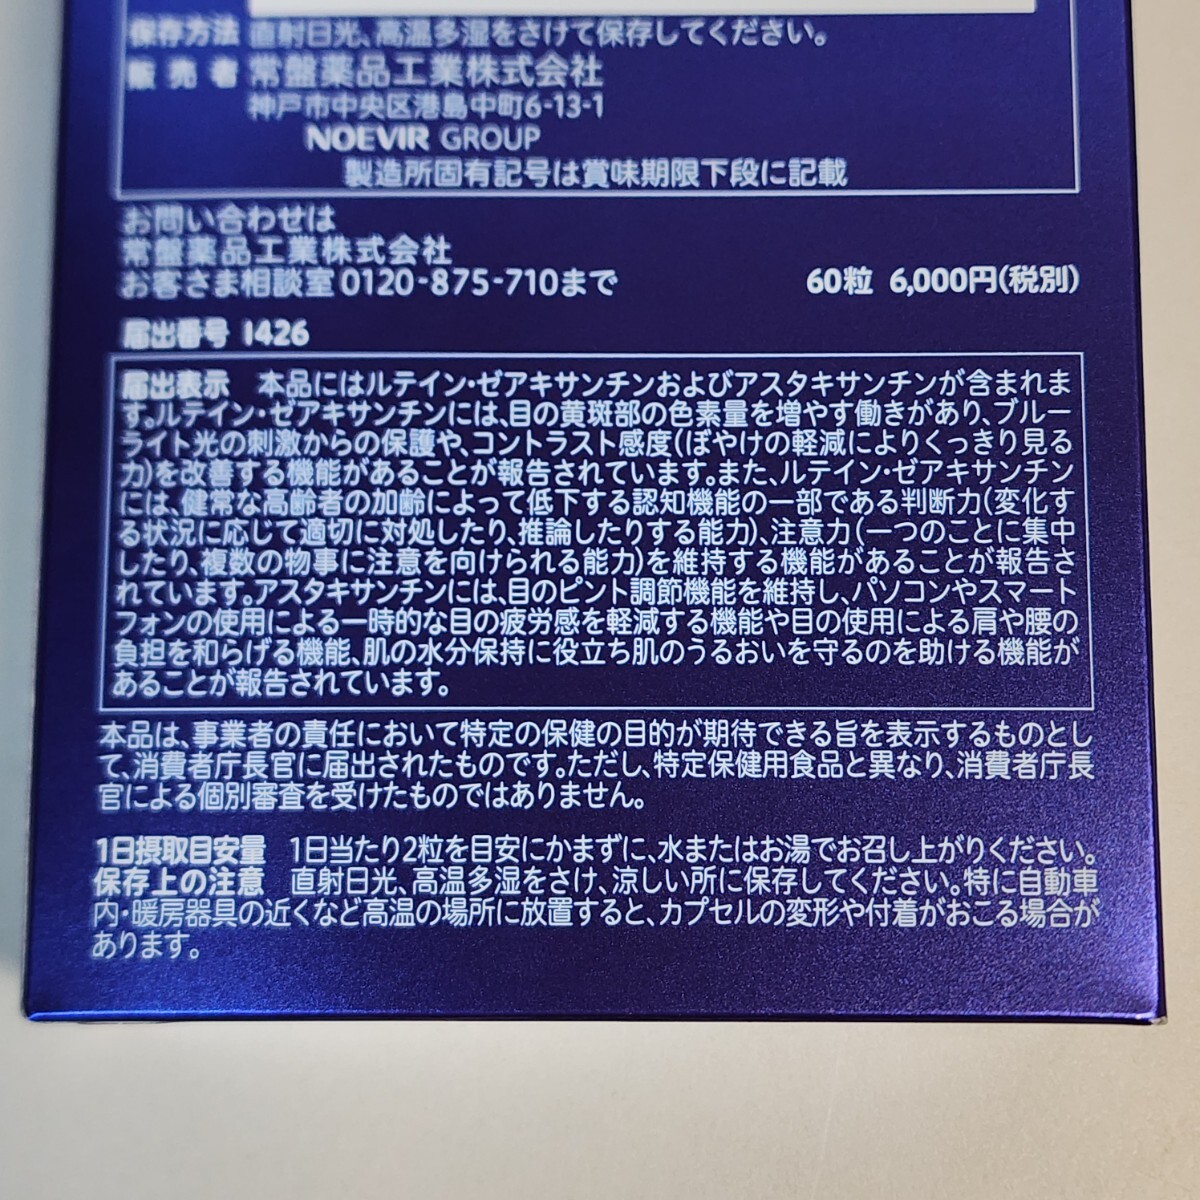 保存方法 直射日光、高温多湿をさけて保存してください。
販売者 常盤薬品工業株式会社
神戸市中央区港島中町6-13-1
NOEVIR GROUP
製造所固有記号は賞味期限下段に記載
お問い合わせは
常盤薬品工業株式会社
お客さま相談室0120-875-710まで
60粒 6,000円(税別)
届出番号 I426
届出表示 本品にはルテイン・ゼアキサンチンおよびアスタキサンチンが含まれま
す。ルテイン・ゼアキサンチンには、目の黄斑部の色素量を増やす働きがあり、ブルー
ライト光の刺激からの保護や、コントラスト感度(ぼやけの軽減によりくっきり見る
力)を改善する機能があることが報告されています。また、ルテイン・ゼアキサンチン
には、健常な高齢者の加齢によって低下する認知機能の一部である判断力(変化す
る状況に応じて適切に対処したり、推論したりする能力)、注意力(一つのことに集中
したり、複数の物事に注意を向けられる能力)を維持する機能があることが報告さ
れています。アスタキサンチンには、目のピント調節機能を維持し、パソコンやスマート
フォンの使用による一時的な目の疲労感を軽減する機能や目の使用による肩や腰の
負担を和らげる機能、肌の水分保持に役立ち肌のうるおいを守るのを助ける機能が
あることが報告されています。
本品は、事業者の責任において特定の保健の目的が期待できる旨を表示するものとし
て、消費者庁長官に届出されたものです。ただし、特定保健用食品と異なり、消費者庁長
官による個別審査を受けたものではありません。
1日摂取目安量 1日当たり2粒を目安にかまずに、水またはお湯でお召し上がりください。
保存上の注意 直射日光、高温多湿をさけ、涼しい所に保存してください。特に自動車
内・暖房器具の近くなど高温の場所に放置すると、カプセルの変形や付着がおこる場合が
あります。